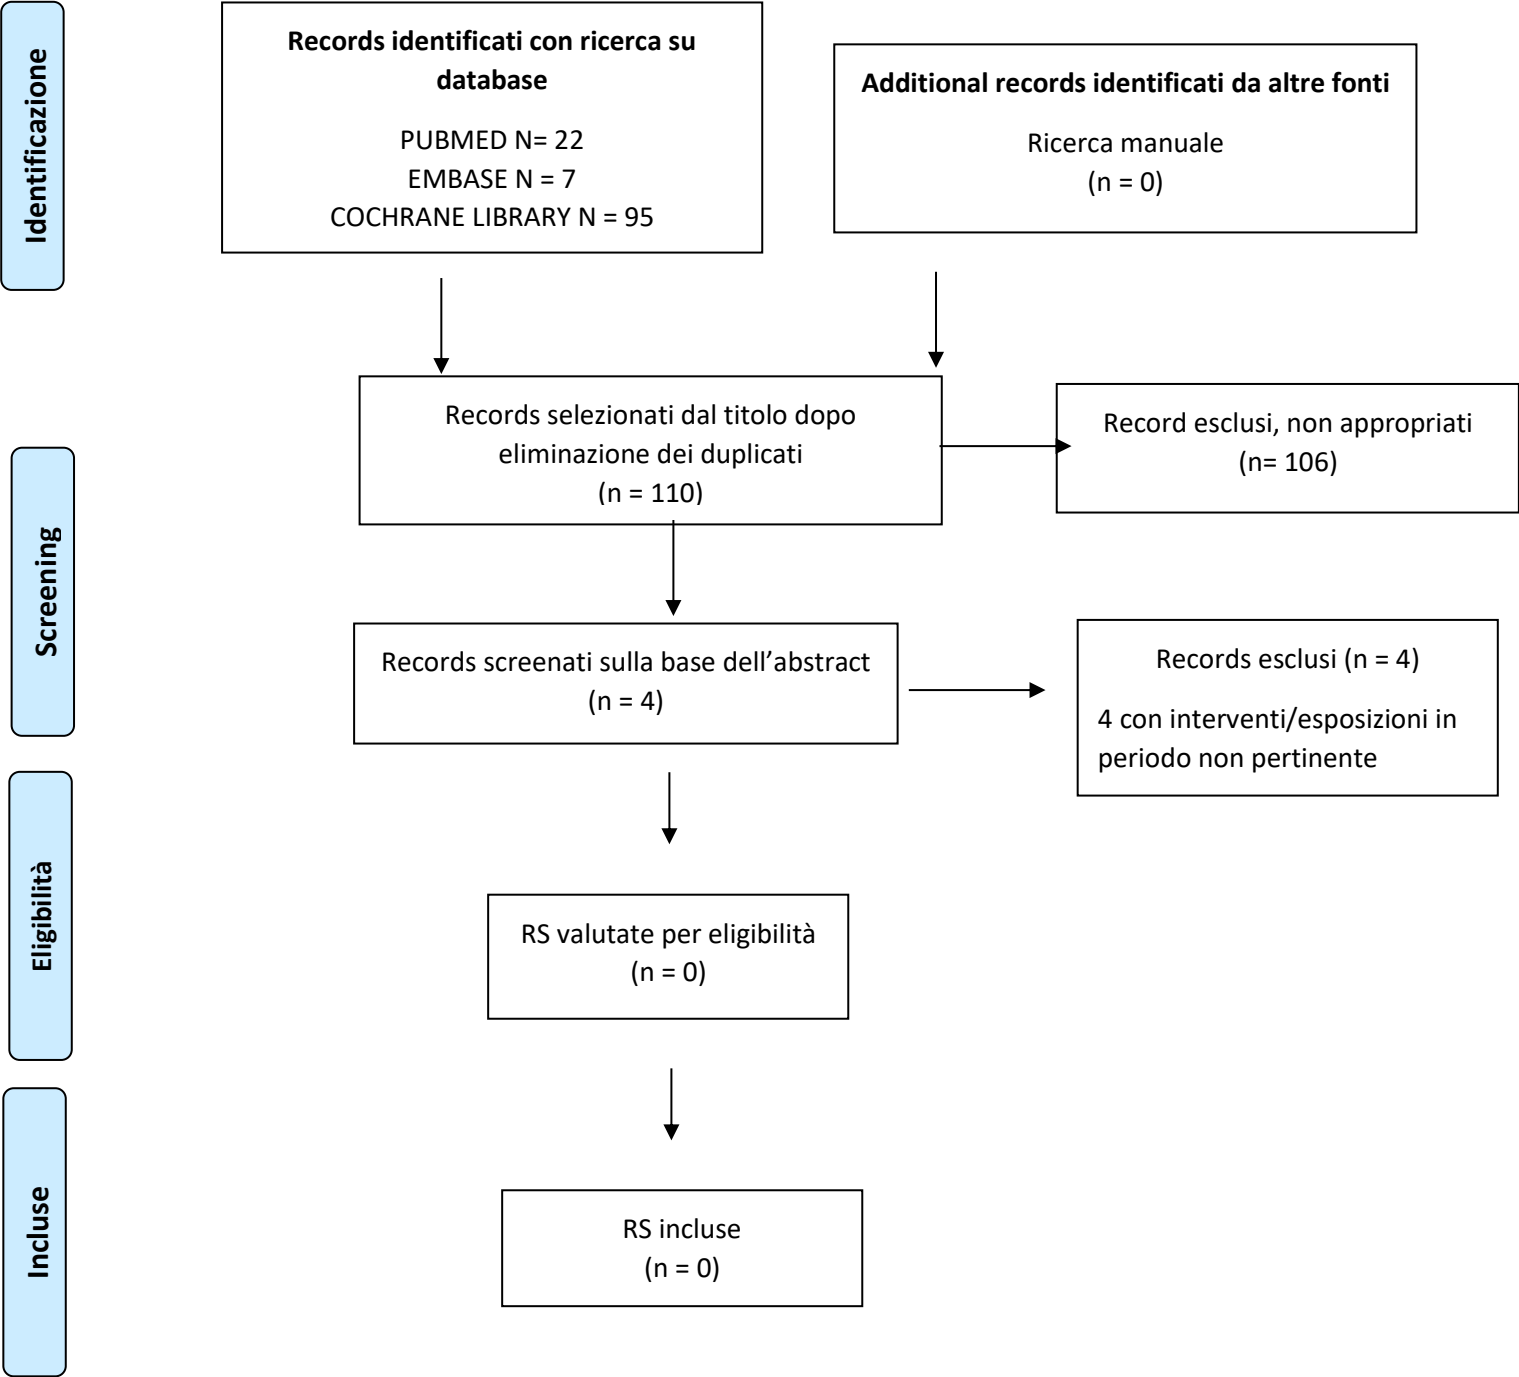 Identificazione
Records identificati con ricerca su
database
PUBMED N= 22
EMBASE N = 7
COCHRANE LIBRARY N = 95
Additional records identificati da altre fonti
Ricerca manuale
(n = 0)
Screening
Records selezionati dal titolo dopo
eliminazione dei duplicati
(n = 110)
Record esclusi, non appropriati
(n= 106)
Records screenati sulla base dell’abstract
(n = 4)
Records esclusi (n = 4)
4 con interventi/esposizioni in
periodo non pertinente
Eligibilità
RS valutate per eligibilità
(n = 0)
Incluse
RS incluse
(n = 0)